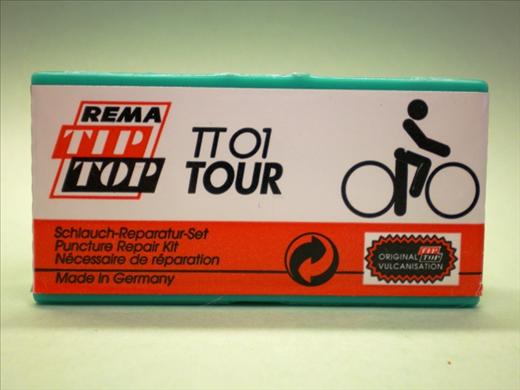 REMA
TIP
TOP
TT 01
TOUR
Schlauch-Reparatur-Set
Puncture Repair Kit
Nécessaire de réparation
Made in Germany
ORIGINAL TIP TOP
VULCANISATION